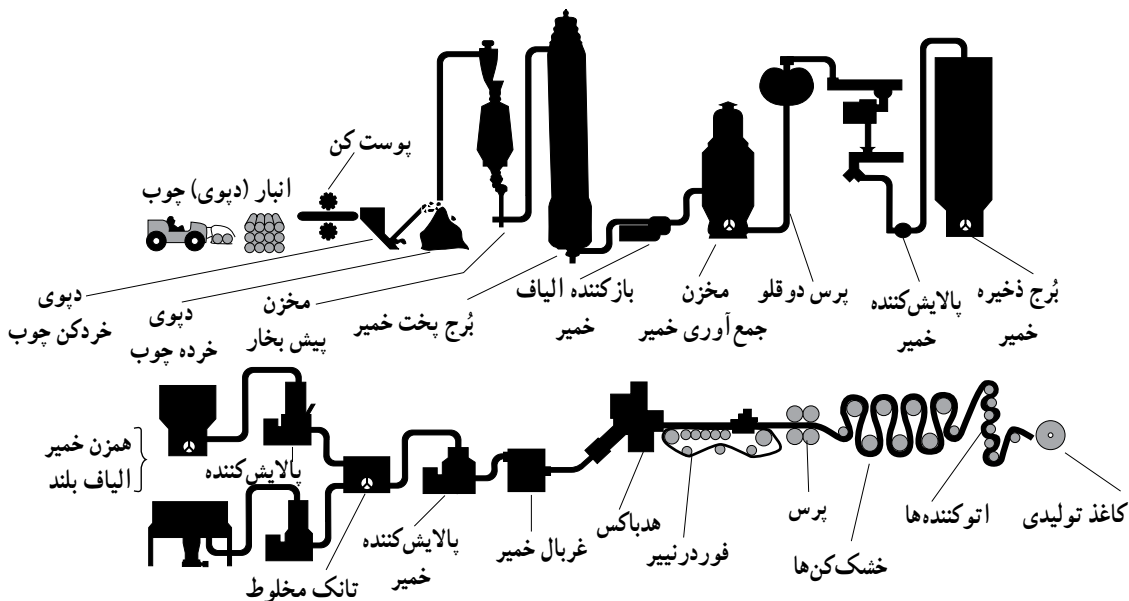 پوست کن
انبار (دپوی) چوب
دپوی
خردکن چوب
دپوی
خرده چوب
مخزن
پیش بخار
بُرج پخت خمیر
بازکننده الیاف
خمیر
مخزن
جمع‌آوری خمیر
پرس دوقلو
پالایش‌کننده
خمیر
بُرج ذخیره
خمیر
همزن خمیر
الیاف بلند
پالایش‌کننده
تانک مخلوط
پالایش‌کننده
خمیر
غربال خمیر
هدباکس
فوردرنییر
پرس
خشک‌کن‌ها
اتوکننده‌ها
کاغذ تولیدی